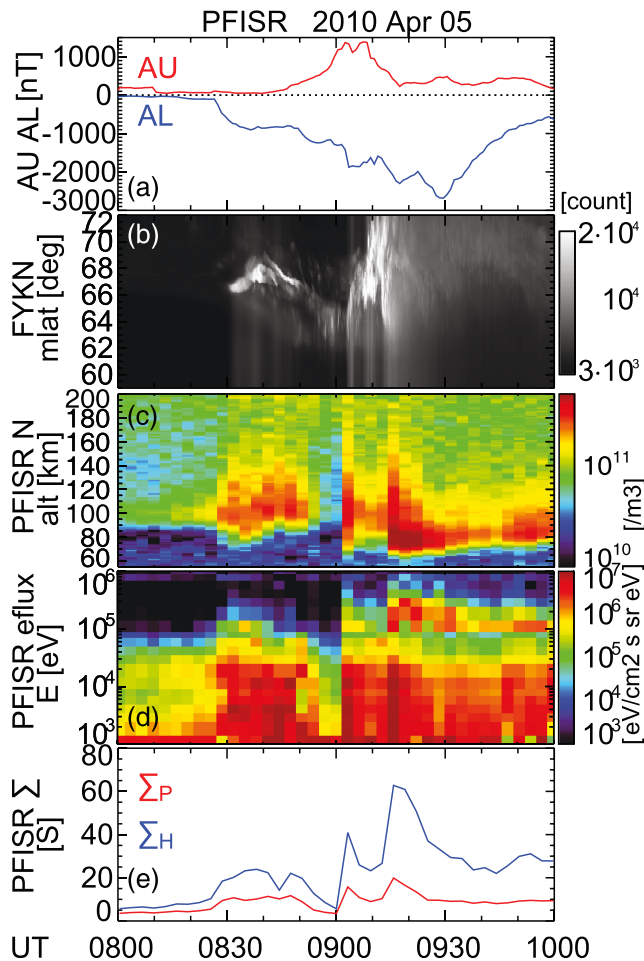 PFISR 2010 Apr 05
AU AL [nT]
1000
0
-1000
-2000
-3000
AU
AL
(a)
[count]
FYKN
mlat [deg]
72
70
68
66
64
62
60
(b)
2·10⁴
10⁴
3·10³
PFISR N
alt [km]
200
180
160
140
120
100
80
60
(c)
10¹¹
10¹⁰
[/m3]
PFISR eflux
E [eV]
10⁶
10⁵
10⁴
10³
(d)
10⁷
10⁶
10⁵
10⁴
10³
[eV/cm2 s sr eV]
PFISR Σ
[S]
80
60
40
20
0
ΣP
ΣH
(e)
UT 0800 0830 0900 0930 1000